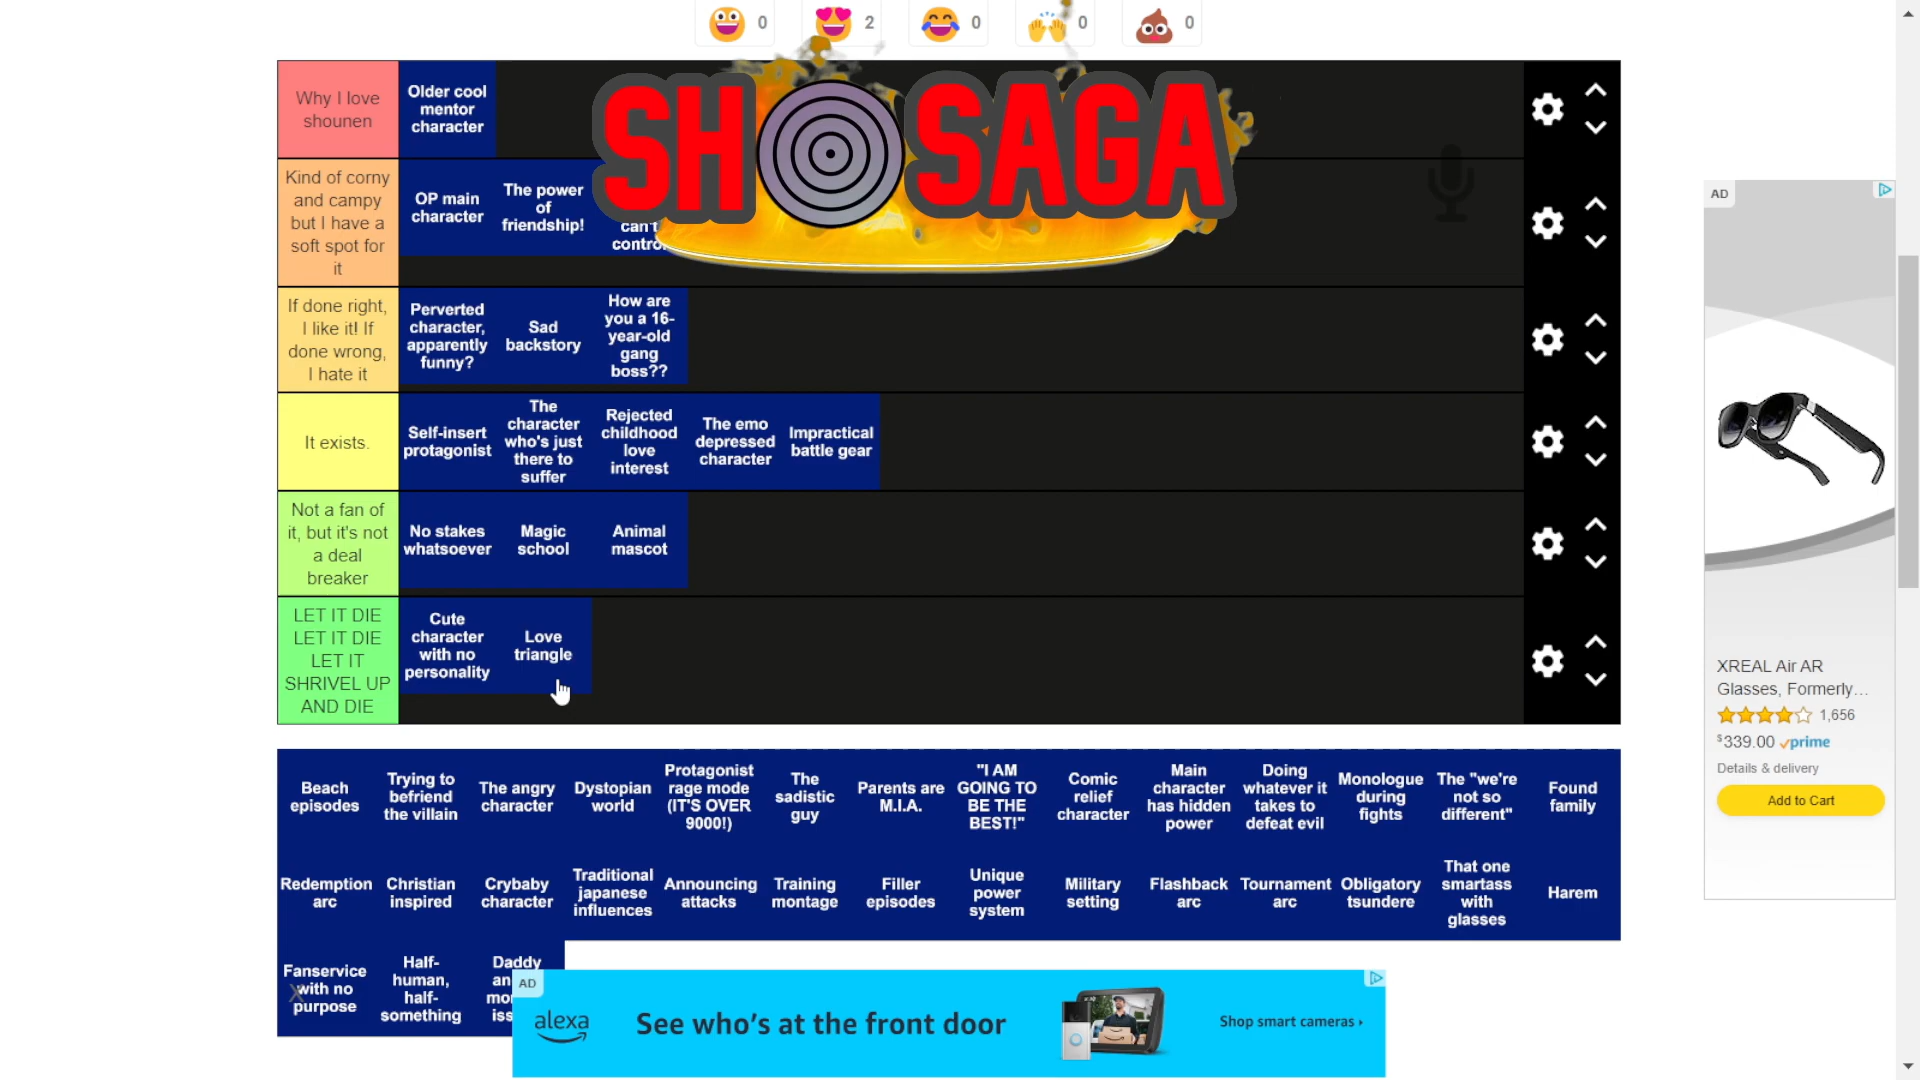 0
2
0
0
0
Why I love
shounen
Older cool
mentor
character
SH SAGA
Kind of corny
and campy
but I have a
soft spot for
it
OP main
character
The power
of
friendship!
can't
If done right,
I like it! If
done wrong,
I hate it
Perverted
character,
apparently
funny?
Sad
backstory
How are
you a 16-
year-old
gang
boss??
It exists.
Self-insert
protagonist
The
character
who's just
there to
suffer
Rejected
childhood
love
interest
The emo
depressed
character
Impractical
battle gear
Not a fan of
it, but it's not
a deal
breaker
No stakes
whatsoever
Magic
school
Animal
mascot
LET IT DIE
LET IT DIE
LET IT
SHRIVEL UP
AND DIE
Cute
character
with no
personality
Love
triangle
Beach
episodes
Trying to
befriend
the villain
The angry
character
Dystopian
world
Protagonist
rage mode
(IT'S OVER
9000!)
The
sadistic
guy
Parents are
M.I.A.
"I AM
GOING TO
BE THE
BEST!"
Comic
relief
character
Main
character
has hidden
power
Doing
whatever it
takes to
defeat evil
Monologue
during
fights
The "we're
not so
different"
Found
family
Redemption
arc
Christian
inspired
Crybaby
character
Traditional
japanese
influences
Announcing
attacks
Training
montage
Filler
episodes
Unique
power
system
Military
setting
Flashback
arc
Tournament
arc
Obligatory
tsundere
That one
smartass
with
glasses
Harem
Fanservice
with no
purpose
Half-
human,
half-
something
Daddy
X
AD
alexa
See who's at the front door
Shop smart cameras ›
AD
XREAL Air AR
Glasses, Formerly…
1,656
$339.00 prime
Details & delivery
Add to Cart